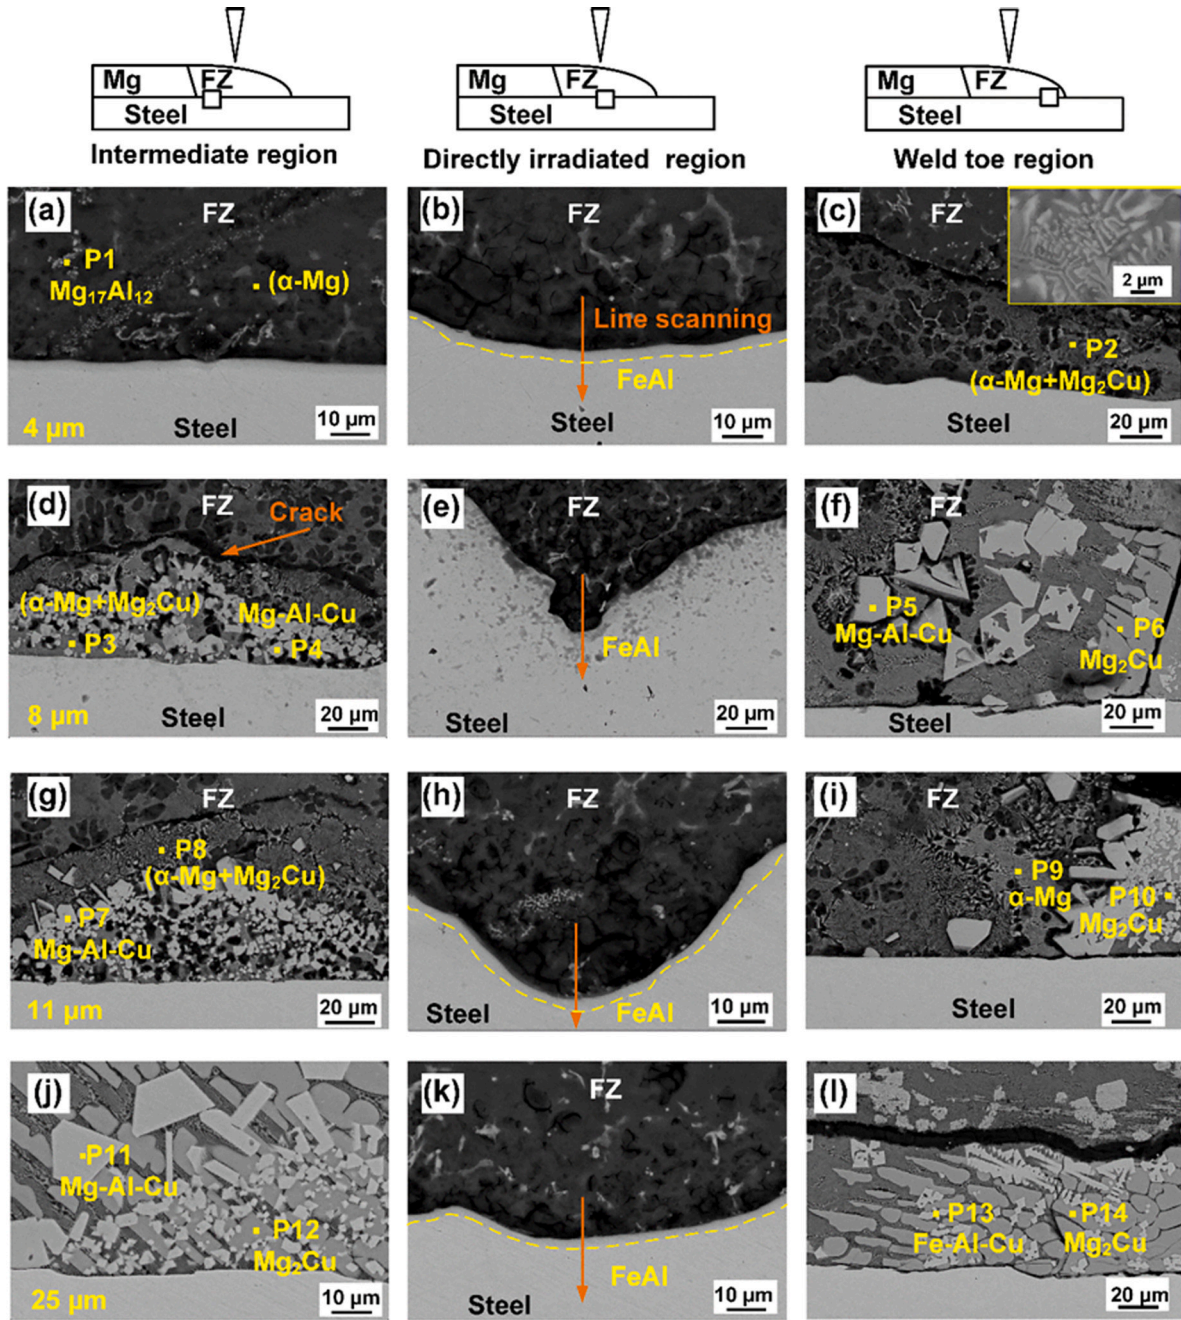 Mg FZ
Steel
Intermediate region
Mg FZ
Steel
Directly irradiated region
Mg FZ
Steel
Weld toe region
(a)
FZ
P1
Mg₁₇Al₁₂
(α-Mg)
4 μm
Steel
10 μm
(b)
FZ
Line scanning
FeAl
Steel
10 μm
(c)
FZ
2 μm
P2
(α-Mg+Mg₂Cu)
Steel
20 μm
(d)
FZ
Crack
(α-Mg+Mg₂Cu)
Mg-Al-Cu
P3
P4
8 μm
Steel
20 μm
(e)
FZ
FeAl
Steel
20 μm
(f)
FZ
P5
Mg-Al-Cu
P6
Mg₂Cu
Steel
20 μm
(g)
FZ
P8
(α-Mg+Mg₂Cu)
P7
Mg-Al-Cu
11 μm
Steel
20 μm
(h)
FZ
Steel
FeAl
10 μm
(i)
FZ
P9
α-Mg
P10
Mg₂Cu
Steel
20 μm
(j)
P11
Mg-Al-Cu
P12
Mg₂Cu
25 μm
10 μm
(k)
FZ
FeAl
Steel
10 μm
(l)
P13
Fe-Al-Cu
P14
Mg₂Cu
20 μm